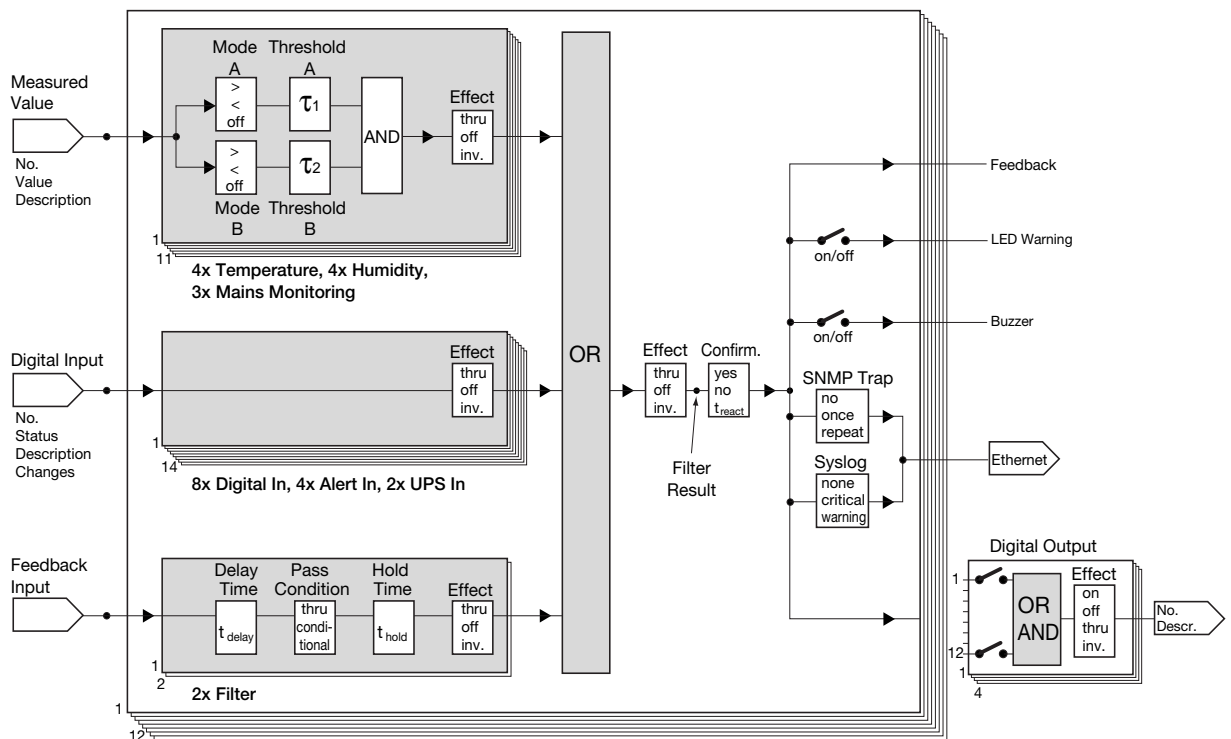 Measured
Value
No.
Value
Description
Mode
A
Threshold
A
>
<
off
τ1
>
<
off
τ2
Mode
B
Threshold
B
AND
Effect
thru
off
inv.
1
11
4x Temperature, 4x Humidity,
3x Mains Monitoring
Digital Input
No.
Status
Description
Changes
Effect
thru
off
inv.
1
14
8x Digital In, 4x Alert In, 2x UPS In
Feedback
Input
Delay
Time
t delay
Pass
Condition
thru
condi-
tional
Hold
Time
t hold
Effect
thru
off
inv.
1
2
2x Filter
1
12
OR
Effect
thru
off
inv.
Filter
Result
Confirm.
yes
no
t react
Feedback
on/off
LED Warning
on/off
Buzzer
SNMP Trap
no
once
repeat
Syslog
none
critical
warning
Ethernet
Digital Output
1
12
OR
AND
Effect
on
off
thru
inv.
1
4
No.
Descr.